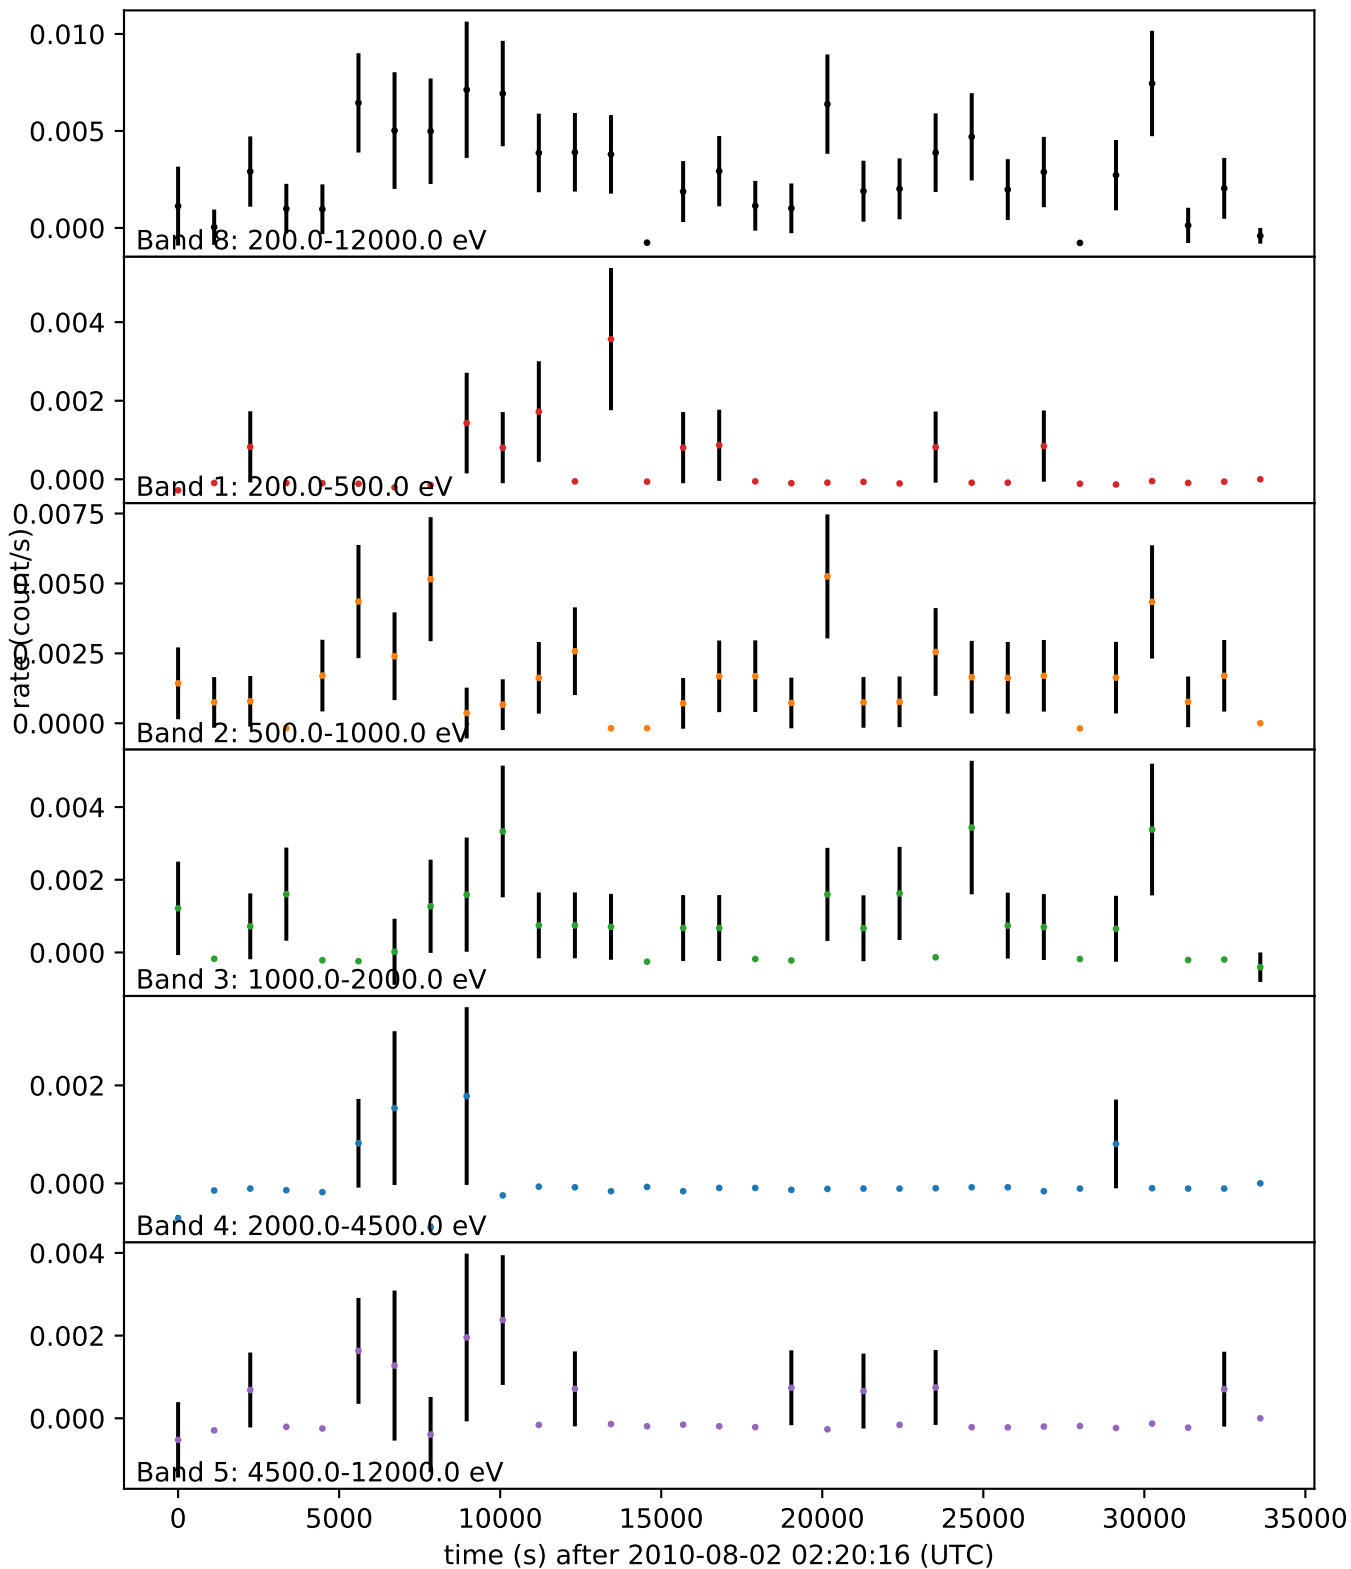 0.010
0.005
0.000
Band 8: 200.0-12000.0 eV
0.004
0.002
0.000
Band 1: 200.0-500.0 eV
rate (count/s)
0.0075
0.0050
0.0025
0.0000
Band 2: 500.0-1000.0 eV
0.004
0.002
0.000
Band 3: 1000.0-2000.0 eV
0.002
0.000
Band 4: 2000.0-4500.0 eV
0.004
0.002
0.000
Band 5: 4500.0-12000.0 eV
0 5000 10000 15000 20000 25000 30000 35000
time (s) after 2010-08-02 02:20:16 (UTC)